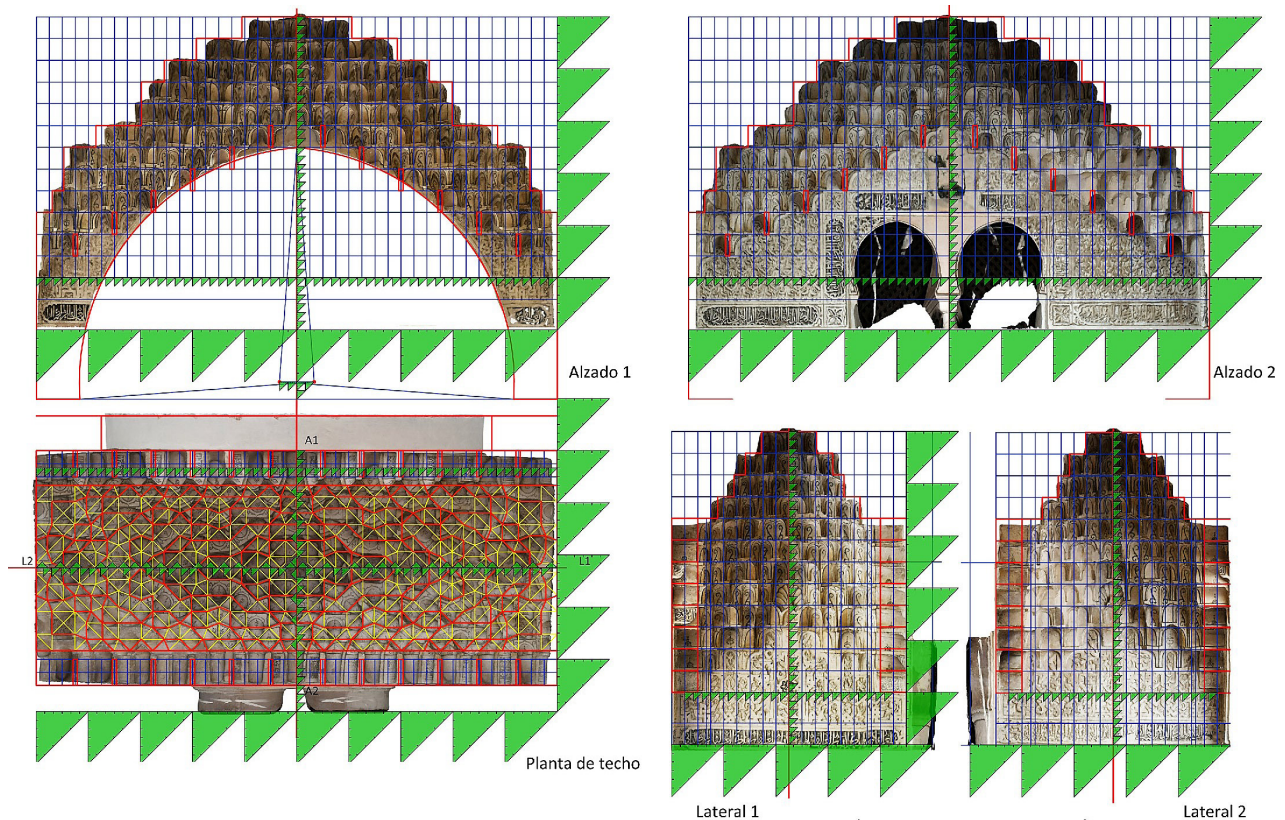 Alzado 1
Alzado 2
A1
L2
L1
A2
Planta de techo
Lateral 1
Lateral 2